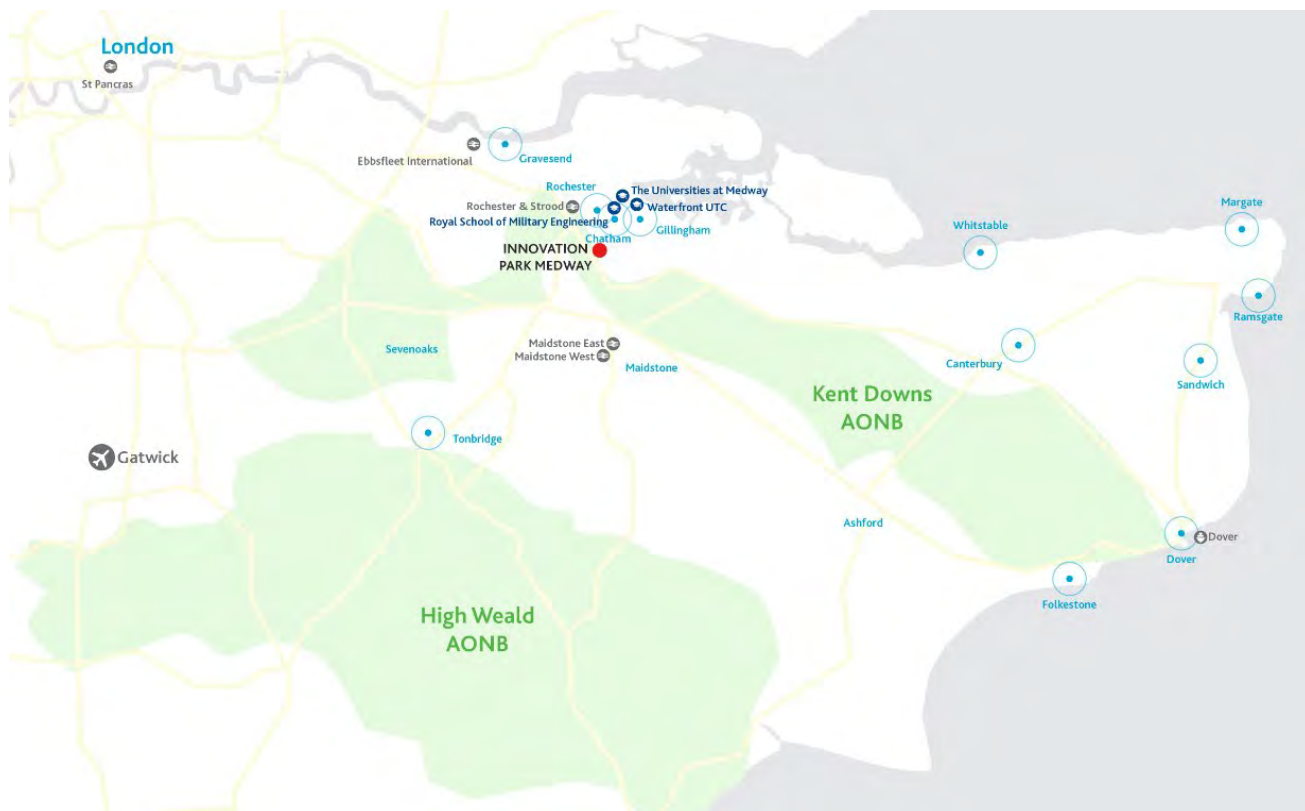 London
St Pancras
Ebbsfleet International
Gravesend
Rochester
The Universities at Medway
Rochester & Strood
Waterfront UTC
Royal School of Military Engineering
Gillingham
Chatham
INNOVATION
PARK MEDWAY
Margate
Whitstable
Ramsgate
Sevenoaks
Maidstone East
Maidstone West
Maidstone
Canterbury
Sandwich
Kent Downs
AONB
Tonbridge
Gatwick
Ashford
Dover
Dover
Folkestone
High Weald
AONB